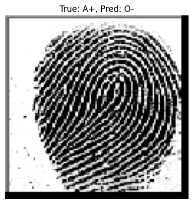 True: A+, Pred: O-